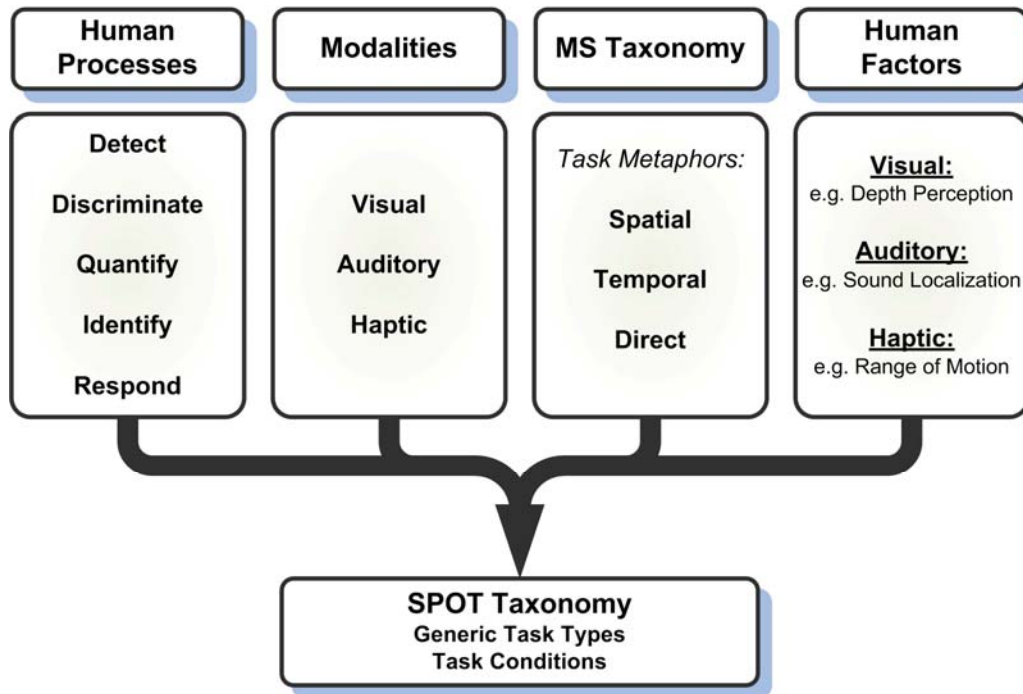 Human
Processes
Modalities
MS Taxonomy
Human
Factors
Detect
Discriminate
Quantify
Identify
Respond
Visual
Auditory
Haptic
Task Metaphors:
Spatial
Temporal
Direct
Visual:
e.g. Depth Perception
Auditory:
e.g. Sound Localization
Haptic:
e.g. Range of Motion
SPOT Taxonomy
Generic Task Types
Task Conditions